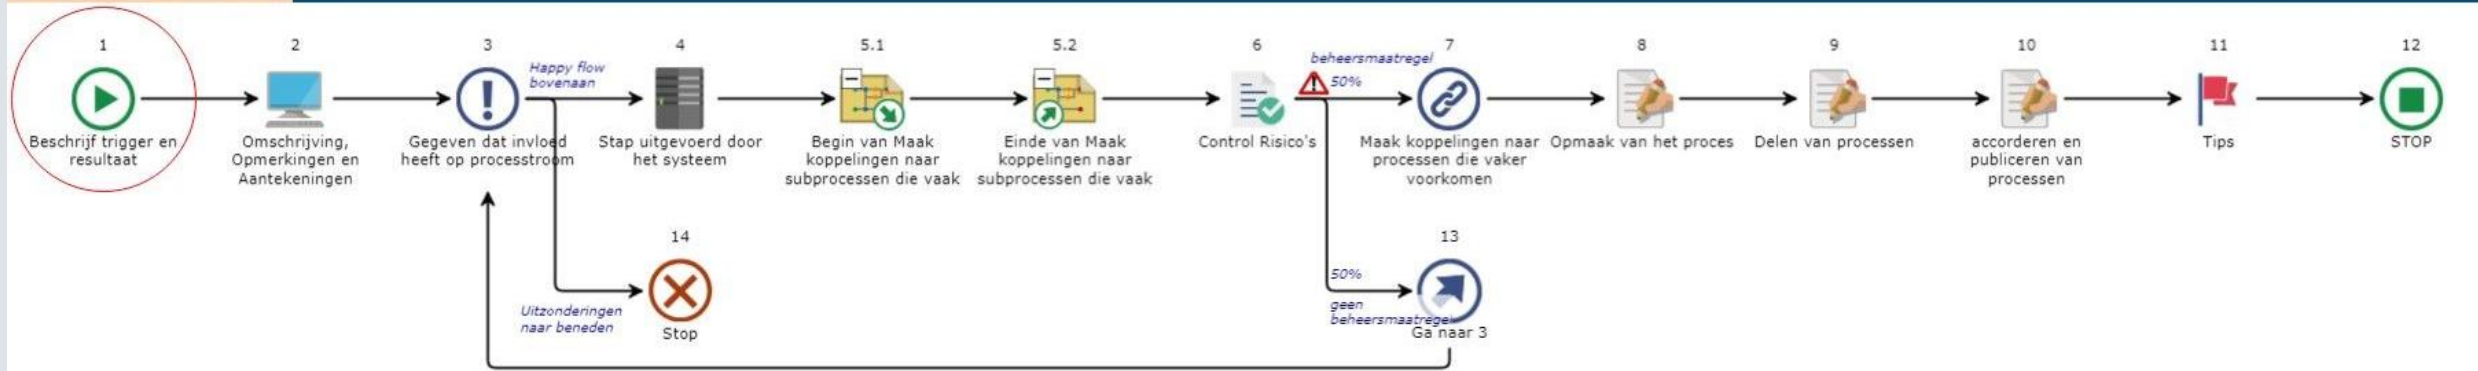 1
Beschrijf trigger en
resultaat
2
Omschrijving,
Opmerkingen en
Aantekeningen
3
Gegeven dat invloed
heeft op processtroom
Happy flow
bovenaan
4
Stap uitgevoerd door
het systeem
5.1
Begin van Maak
koppelingen naar
subprocessen die vaak
5.2
Einde van Maak
koppelingen naar
subprocessen die vaak
6
Control Risico's
beheersmaatregel
50%
7
Maak koppelingen naar
processen die vaker
voorkomen
8
Opmaak van het proces
9
Delen van processen
10
accorderen en
publiceren van
processen
11
Tips
12
STOP
Uitzonderingen
naar beneden
14
Stop
50%
geen
beheersmaatregel
13
Ga naar 3